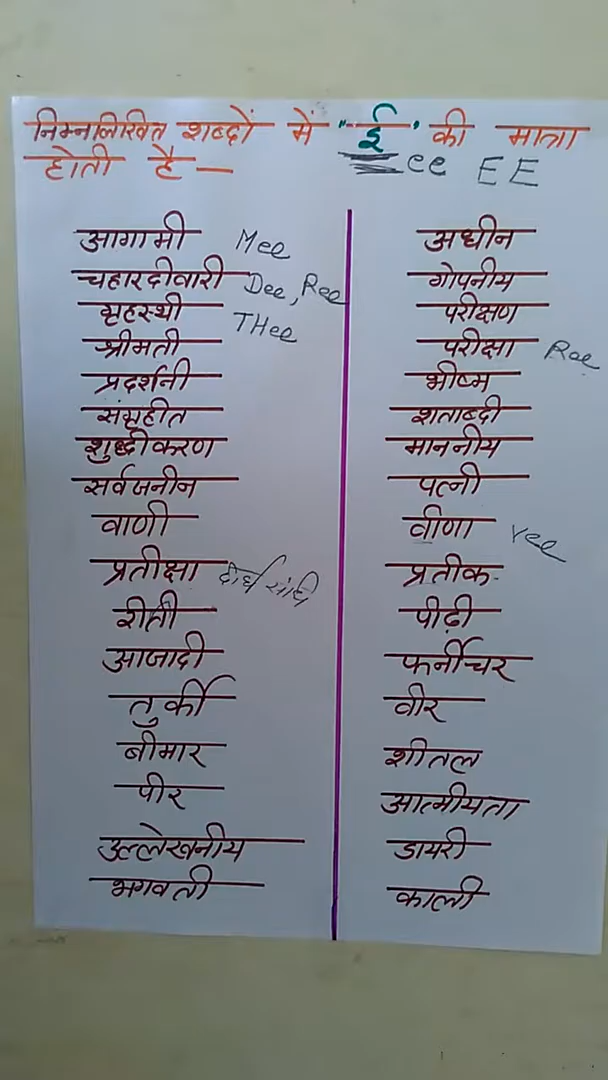 निम्नलिखित शब्दों में "ई" की मात्रा
होती है — ee EE
आगामी Mee
चहारदीवारी Dee, Ree
गृहस्थी THee
श्रीमती
प्रदर्शनी
संगृहीत
शुद्धीकरण
सर्वजनीन
वाणी
प्रतीक्षा दीर्घ संधि
रीती
आजादी
तुर्की
बीमार
पीर
उल्लेखनीय
भगवती
अधीन
गोपनीय
परीक्षण
परीक्षा Ree
भीष्म
शताब्दी
माननीय
पत्नी
वीणा vee
प्रतीक
पीढ़ी
फर्नीचर
वीर
शीतल
आत्मीयता
डायरी
काली